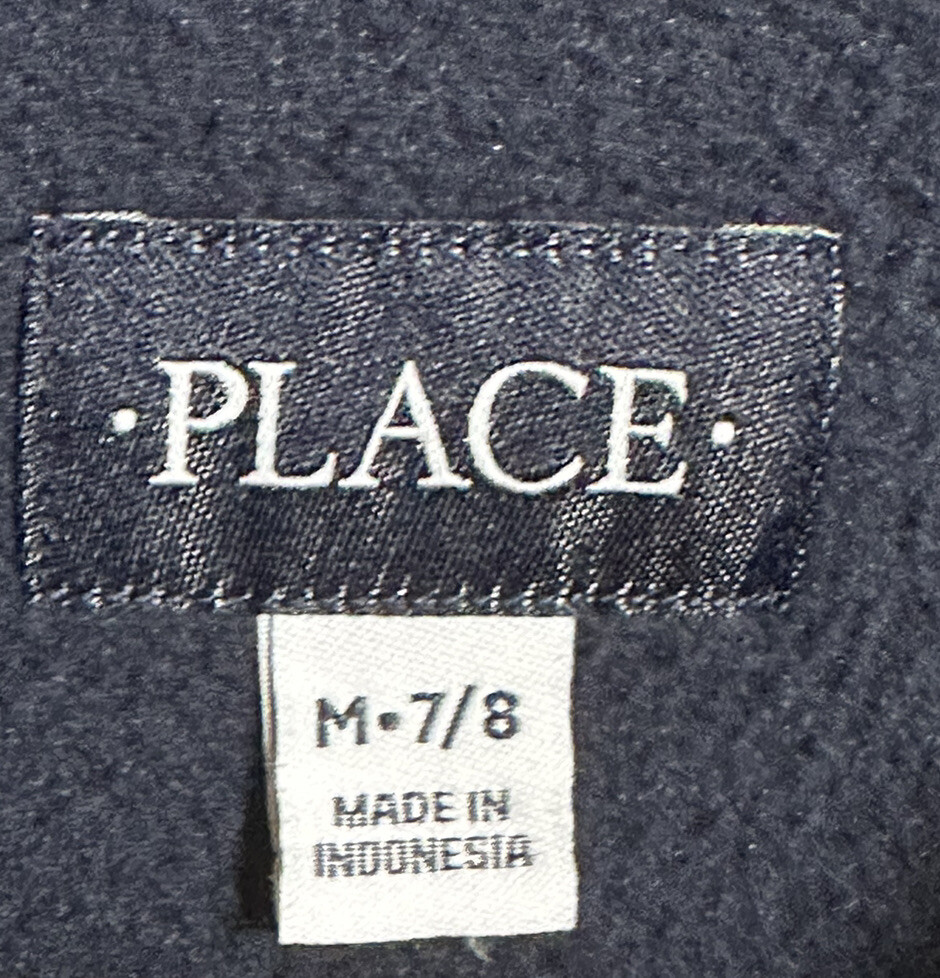 ·PLACE·
M•7/8
MADE IN
INDONESIA